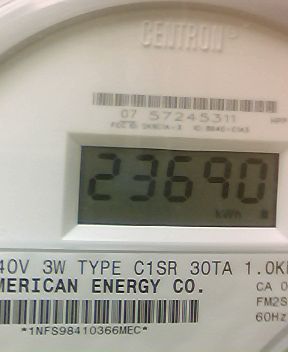 CENTRON®
07 57245311
23690
kWh
40V 3W TYPE C1SR 30TA 1.0K
MERICAN ENERGY CO.
CA 0
FM2S
60Hz
*1NFS98410366MEC*